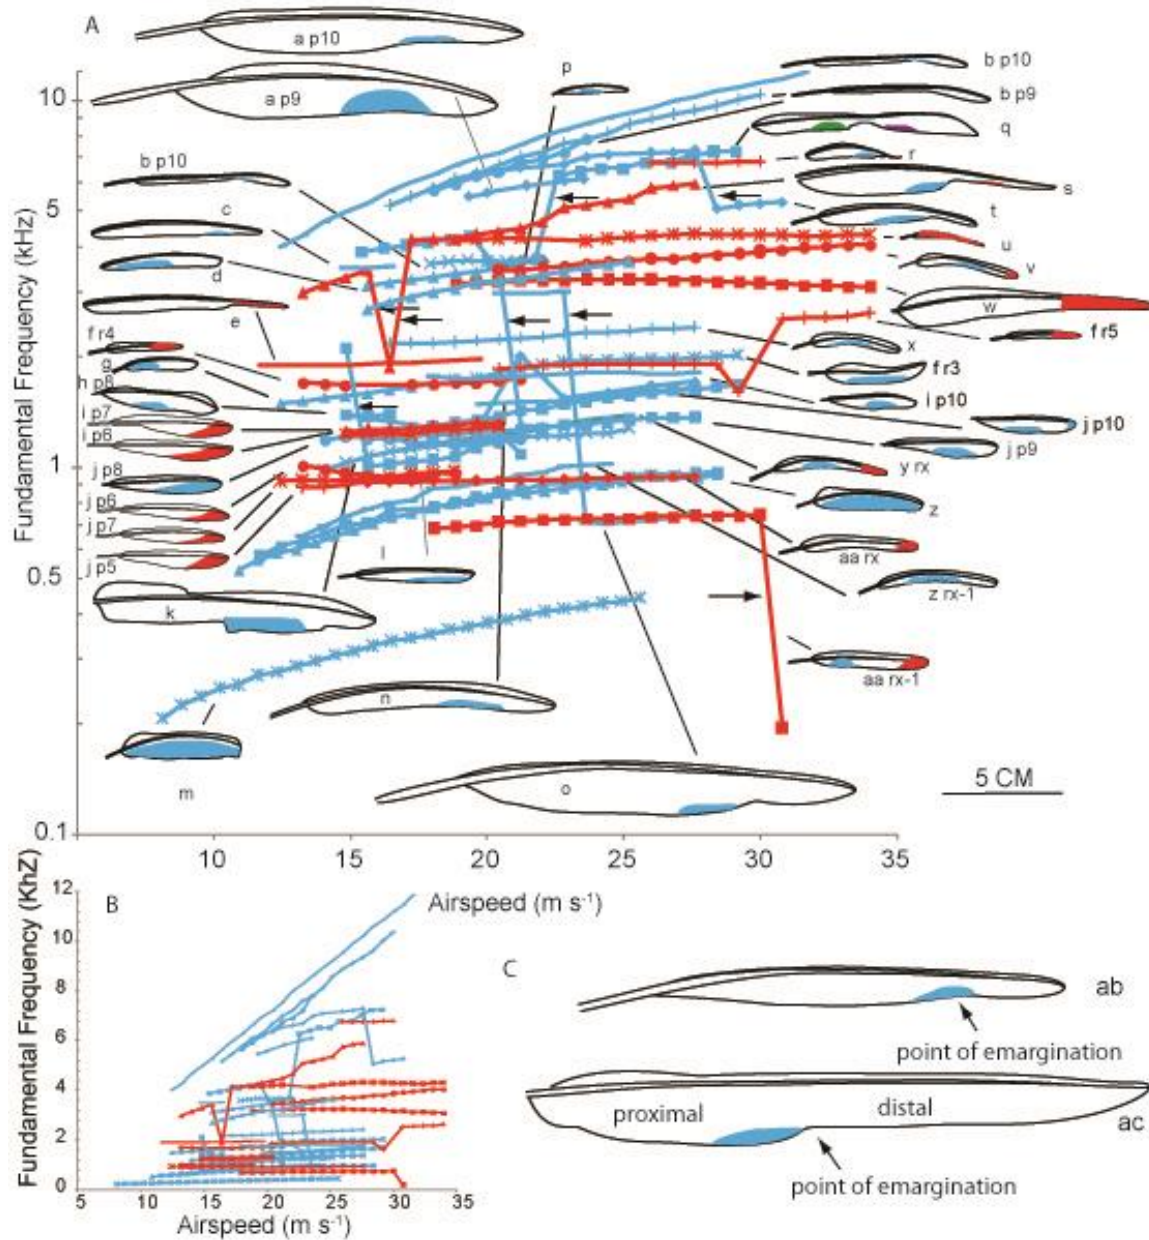 A
a p10
a p9
p
b p10
b p9
q
r
s
t
u
v
w
f r5
x
f r3
i p10
j p10
j p9
y rx
z
aa rx
z rx-1
aa rx-1
b p10
c
d
e
f r4
g
h p8
i p7
i p6
j p8
j p6
j p7
j p5
k
l
m
n
o
5 CM
Fundamental Frequency (kHz)
10
5
1
0.5
0.1
10 15 20 25 30 35
Airspeed (m s-1)
B
Fundamental Frequency (KhZ)
12
10
8
6
4
2
0
5 10 15 20 25 30 35
Airspeed (m s-1)
C
ab
point of emargination
proximal distal
ac
point of emargination